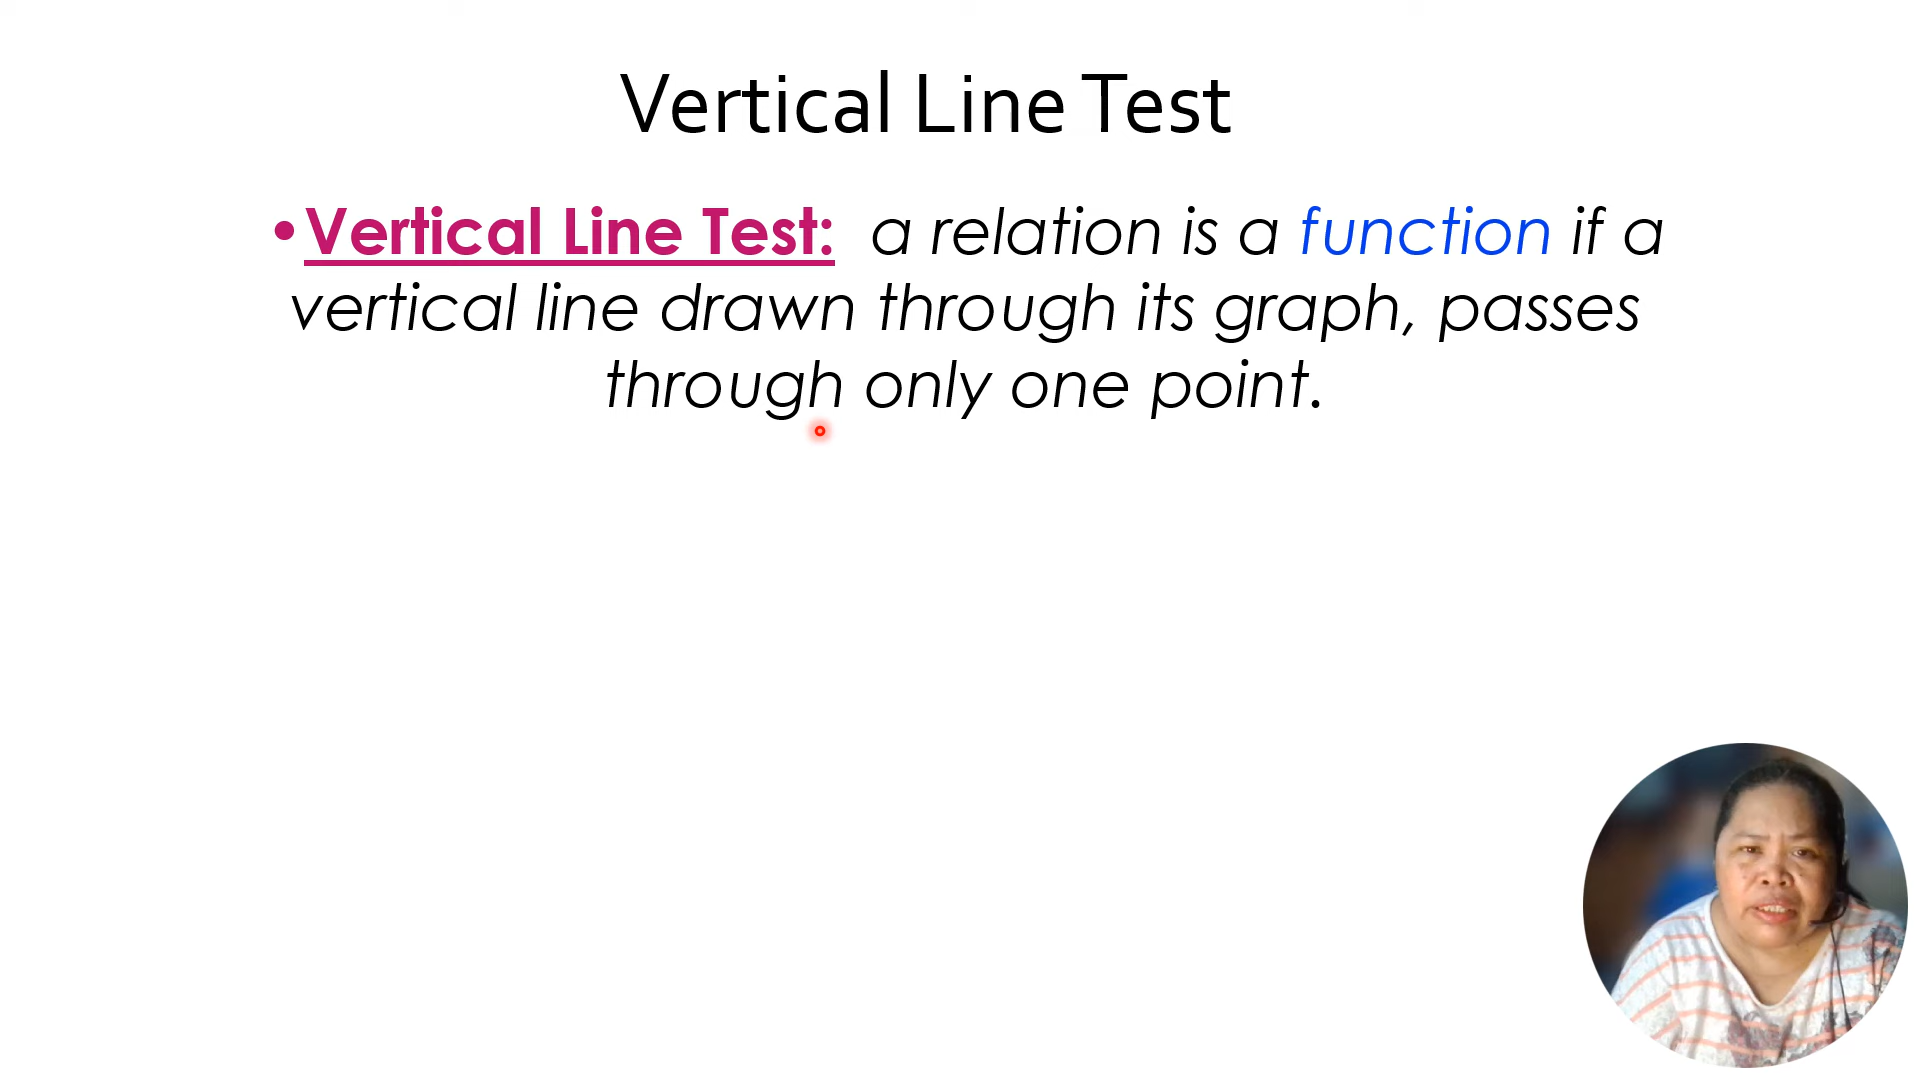 Vertical Line Test
•Vertical Line Test: a relation is a function if a
vertical line drawn through its graph, passes
through only one point.